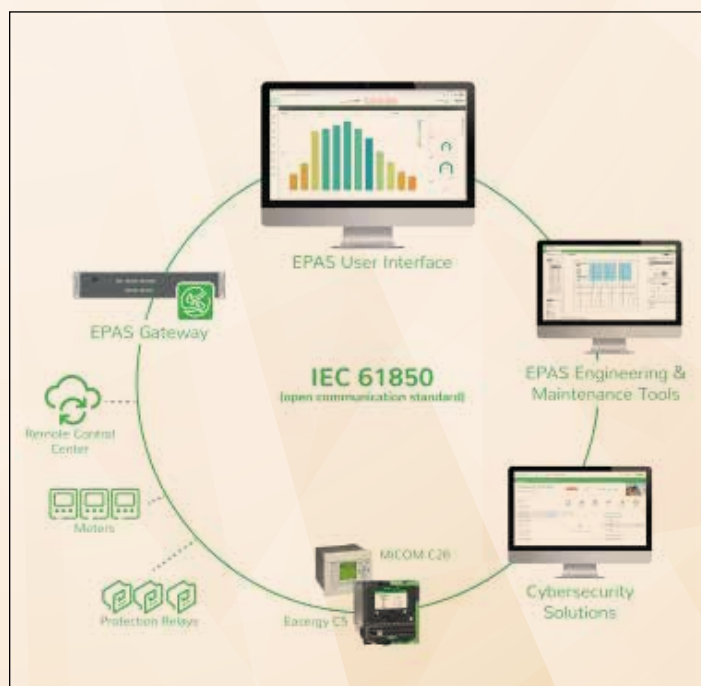 EPAS User Interface
EPAS Gateway
IEC 61850
(open communication standard)
EPAS Engineering &
Maintenance Tools
Remote Control
Center
Meters
MiCOM C26
Protection Relays
Easergy C5
Cybersecurity
Solutions